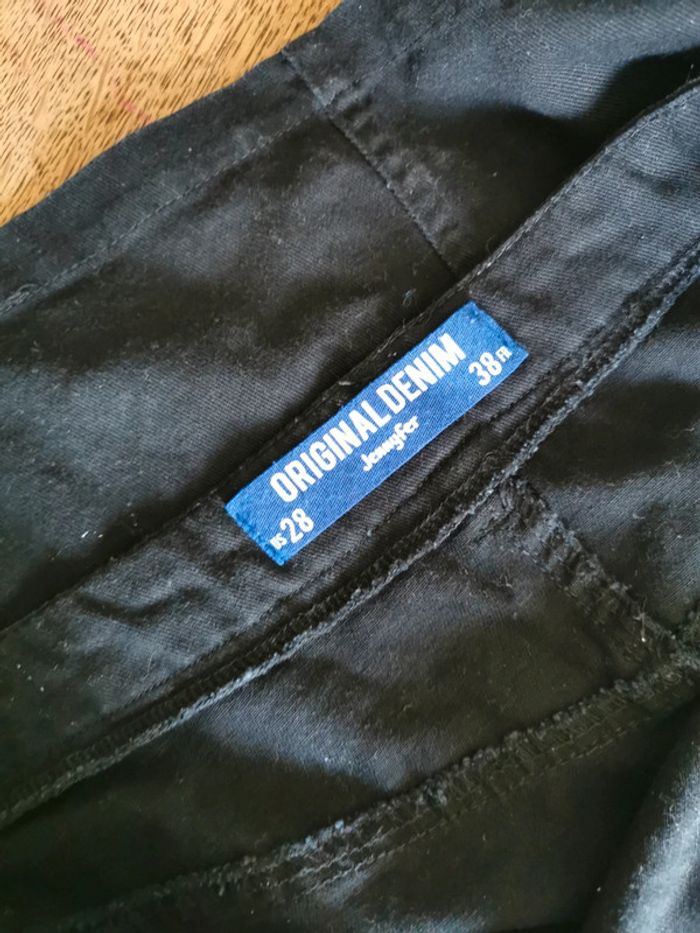 ORIGINAL DENIM
Jennyfer
US 28
38 FR